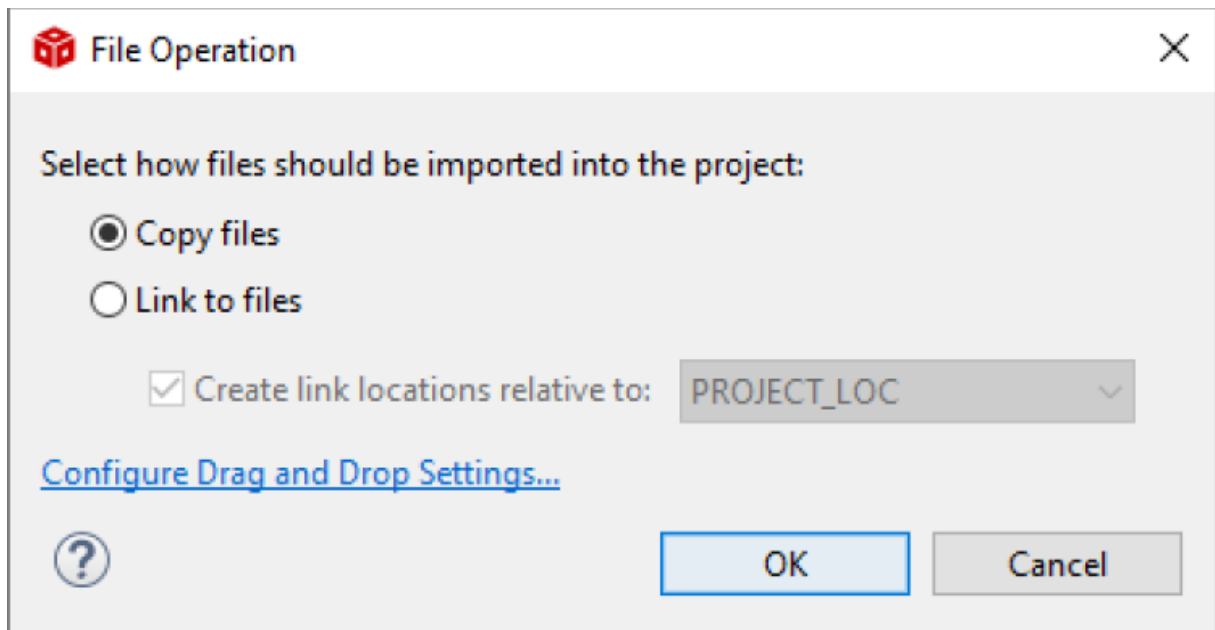 File Operation
Select how files should be imported into the project:
Copy files
Link to files
Create link locations relative to: PROJECT_LOC
Configure Drag and Drop Settings...
? OK Cancel